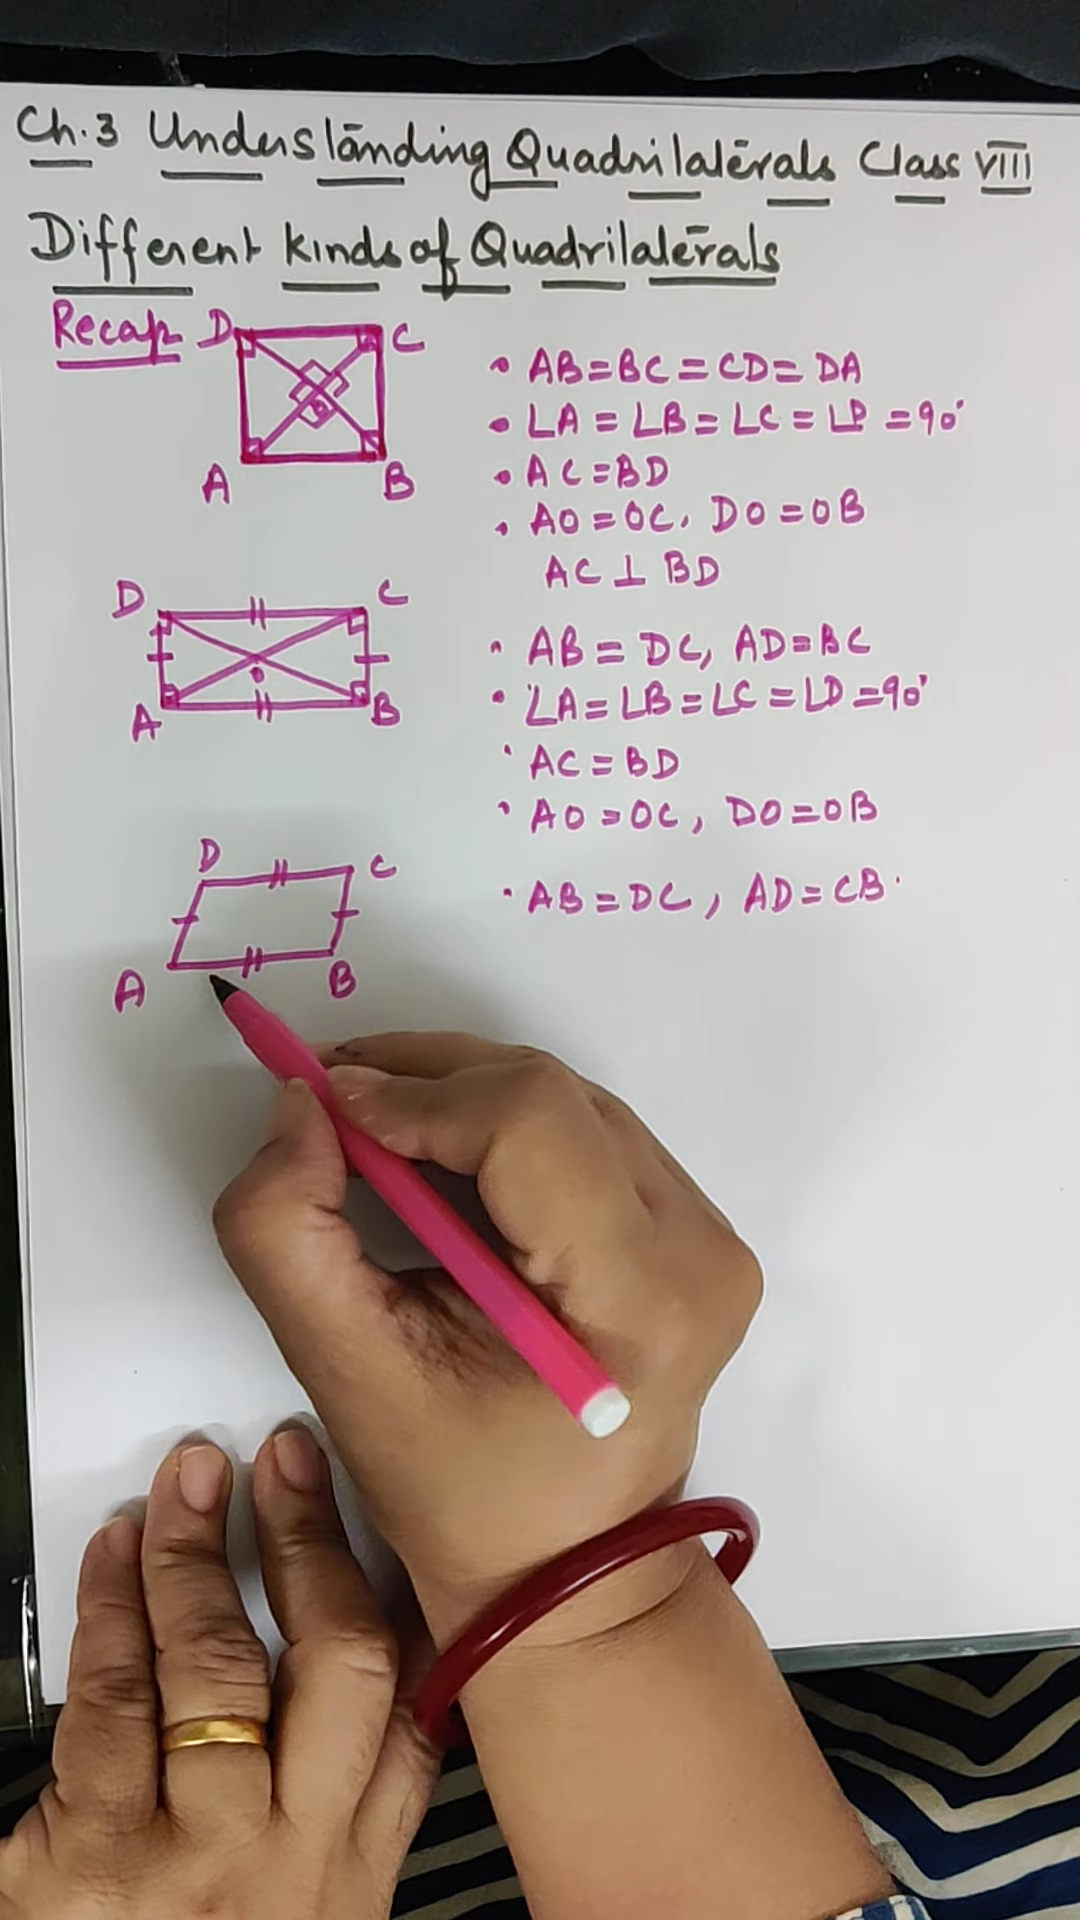 Ch.3 Understanding Quadrilaterals Class VIII
Different kinds of Quadrilaterals
Recap
D C
A B
• AB = BC = CD = DA
• ∠A = ∠B = ∠C = ∠D = 90°
• AC = BD
• AO = OC, DO = OB
AC ⊥ BD
D C
A B
• AB = DC, AD = BC
• ∠A = ∠B = ∠C = ∠D = 90°
• AC = BD
• AO = OC, DO = OB
D C
A B
• AB = DC, AD = CB.